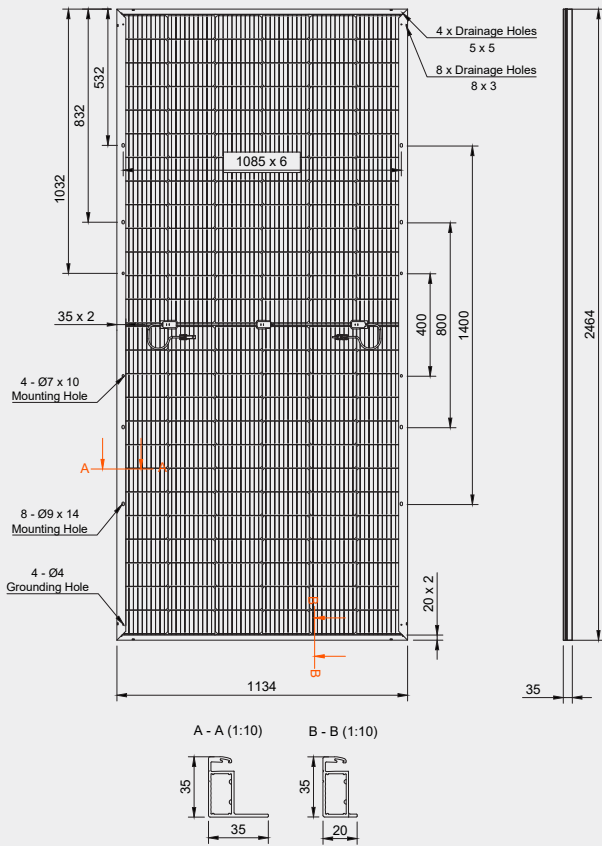 4 x Drainage Holes
5 x 5
8 x Drainage Holes
8 x 3
532
832
1032
1085 x 6
35 x 2
400
800
1400
2464
4 - Ø7 x 10
Mounting Hole
A
A
8 - Ø9 x 14
Mounting Hole
4 - Ø4
Grounding Hole
B
B
20 x 2
1134
35
A - A (1:10)
B - B (1:10)
35
35
35
20